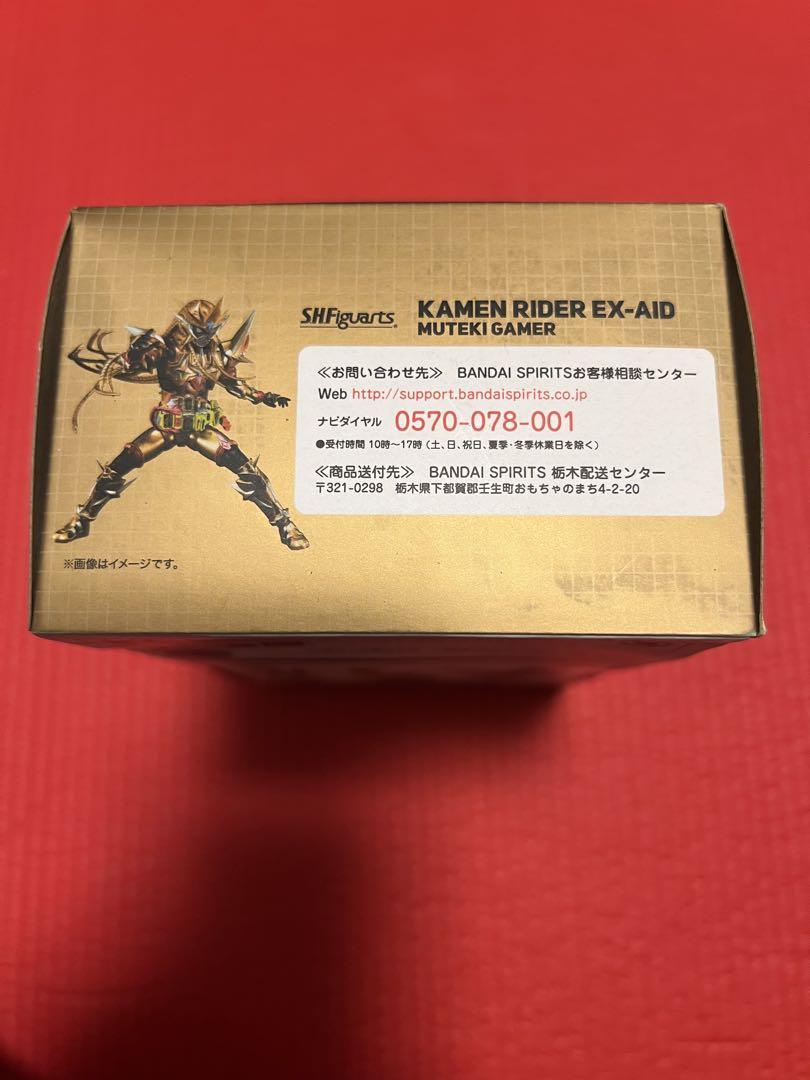 S.H.Figuarts
KAMEN RIDER EX-AID
MUTEKI GAMER
≪お問い合わせ先≫ BANDAI SPIRITSお客様相談センター
Web http://support.bandaispirits.co.jp
ナビダイヤル 0570-078-001
●受付時間 10時~17時(土、日、祝日、夏季・冬季休業日を除く)
≪商品送付先≫ BANDAI SPIRITS 栃木配送センター
〒321-0298 栃木県下都賀郡壬生町おもちゃのまち4-2-20
※画像はイメージです。